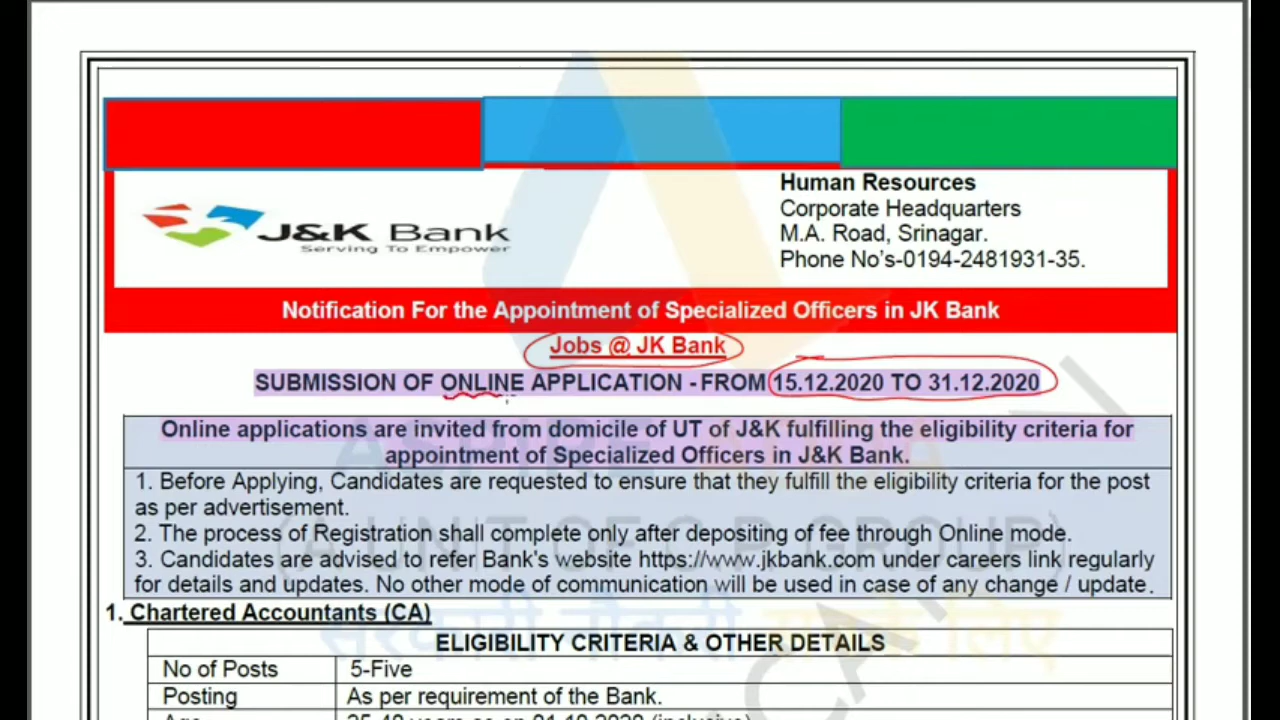 J&K Bank
Serving To Empower
Human Resources
Corporate Headquarters
M.A. Road, Srinagar.
Phone No's-0194-2481931-35.
Notification For the Appointment of Specialized Officers in JK Bank
Jobs @ JK Bank
SUBMISSION OF ONLINE APPLICATION - FROM 15.12.2020 TO 31.12.2020
Online applications are invited from domicile of UT of J&K fulfilling the eligibility criteria for
appointment of Specialized Officers in J&K Bank.
1. Before Applying, Candidates are requested to ensure that they fulfill the eligibility criteria for the post
as per advertisement.
2. The process of Registration shall complete only after depositing of fee through Online mode.
3. Candidates are advised to refer Bank's website https://www.jkbank.com under careers link regularly
for details and updates. No other mode of communication will be used in case of any change / update.
1. Chartered Accountants (CA)
ELIGIBILITY CRITERIA & OTHER DETAILS
No of Posts 5-Five
Posting As per requirement of the Bank.